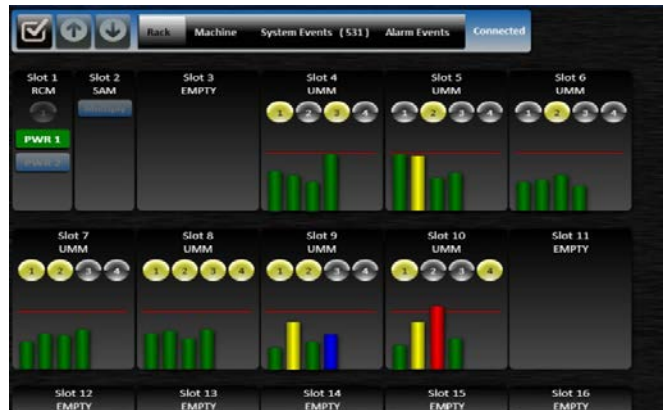 Rack Machine System Events (531) Alarm Events Connected
Slot 1 Slot 2 Slot 3 Slot 4 Slot 5 Slot 6
RCM SAM EMPTY UMM UMM UMM
1 1 2 3 4 1 2 3 4 1 2 3 4
PWR 1
PWR 2
Slot 7 Slot 8 Slot 9 Slot 10 Slot 11
UMM UMM UMM UMM EMPTY
1 2 3 4 1 2 3 4 1 2 3 4 1 2 3 4
Slot 12 Slot 13 Slot 14 Slot 15 Slot 16
EMPTY EMPTY EMPTY EMPTY EMPTY